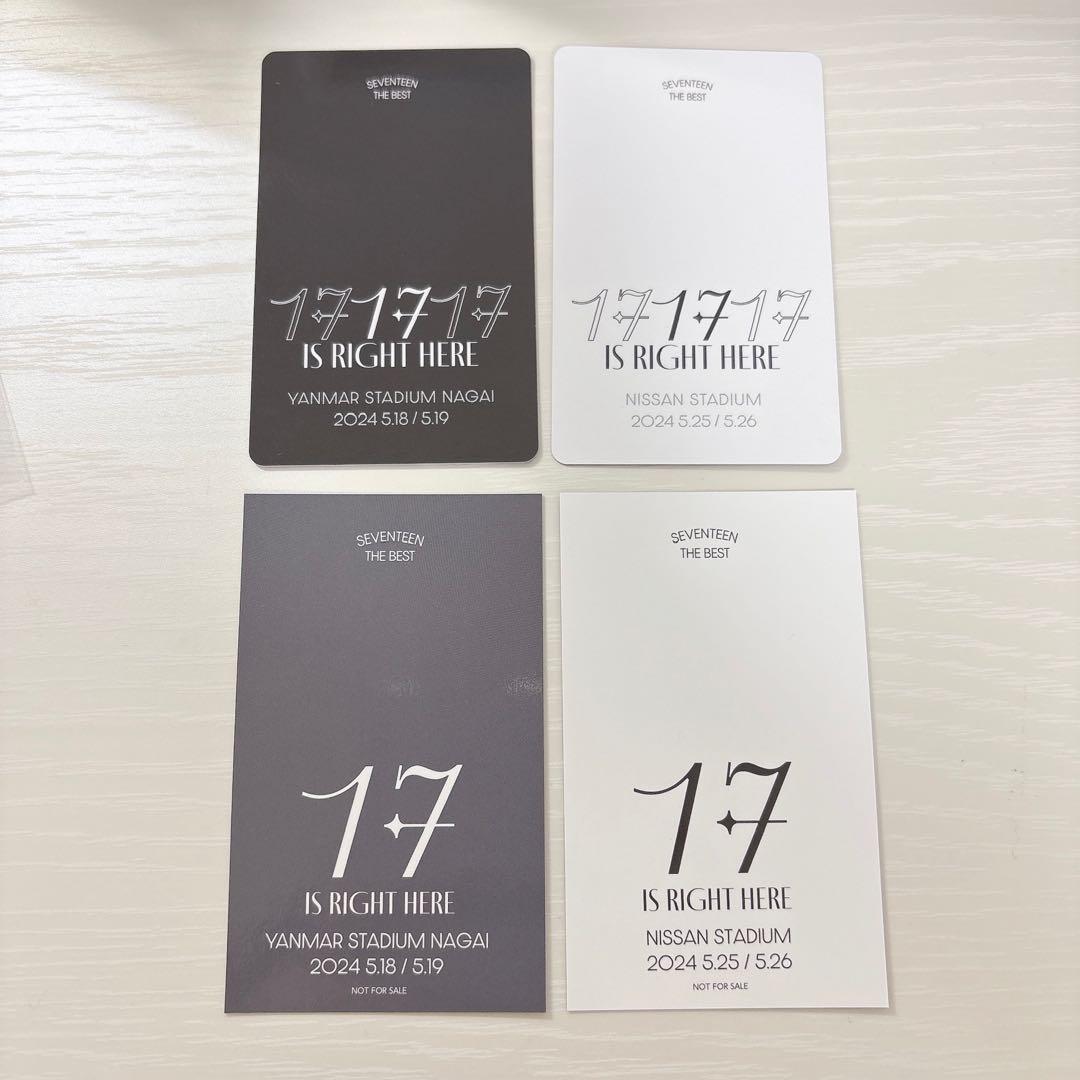 SEVENTEEN
THE BEST
17 17 17
IS RIGHT HERE
YANMAR STADIUM NAGAI
2024 5.18 / 5.19
SEVENTEEN
THE BEST
17 17 17
IS RIGHT HERE
NISSAN STADIUM
2024 5.25 / 5.26
SEVENTEEN
THE BEST
17
IS RIGHT HERE
YANMAR STADIUM NAGAI
2024 5.18 / 5.19
NOT FOR SALE
SEVENTEEN
THE BEST
17
IS RIGHT HERE
NISSAN STADIUM
2024 5.25 / 5.26
NOT FOR SALE